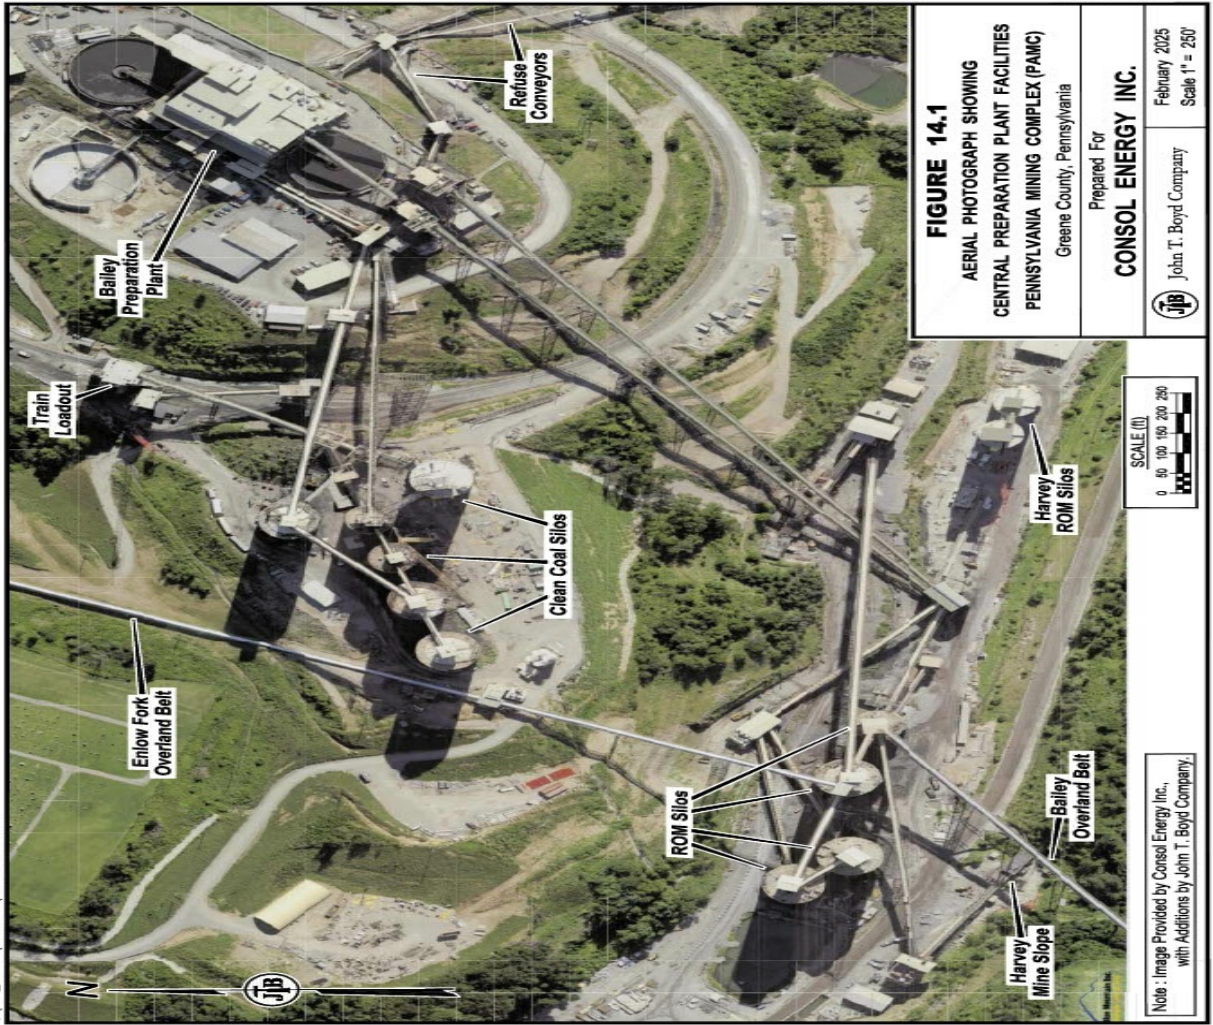 Refuse
Conveyors
Bailey
Preparation
Plant
Train
Loadout
Clean Coal Silos
Enlow Fork
Overland Belt
Harvey
ROM Silos
ROM Silos
Bailey
Overland Belt
Harvey
Mine Slope
N
JTB
FIGURE 14.1
AERIAL PHOTOGRAPH SHOWING
CENTRAL PREPARATION PLANT FACILITIES
PENNSYLVANIA MINING COMPLEX (PAMC)
Greene County, Pennsylvania
Prepared For
CONSOL ENERGY INC.
JTB John T. Boyd Company
February 2025
Scale 1" = 250'
SCALE (ft)
0 50 100 150 200 250
Note : Image Provided by Consol Energy Inc.,
with Additions by John T. Boyd Company.